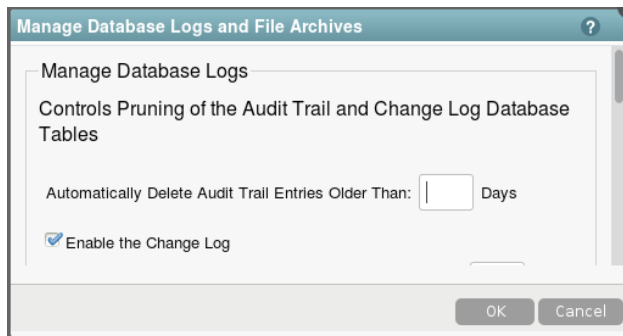 Manage Database Logs and File Archives ?
Manage Database Logs
Controls Pruning of the Audit Trail and Change Log Database
Tables
Automatically Delete Audit Trail Entries Older Than: Days
Enable the Change Log
OK Cancel